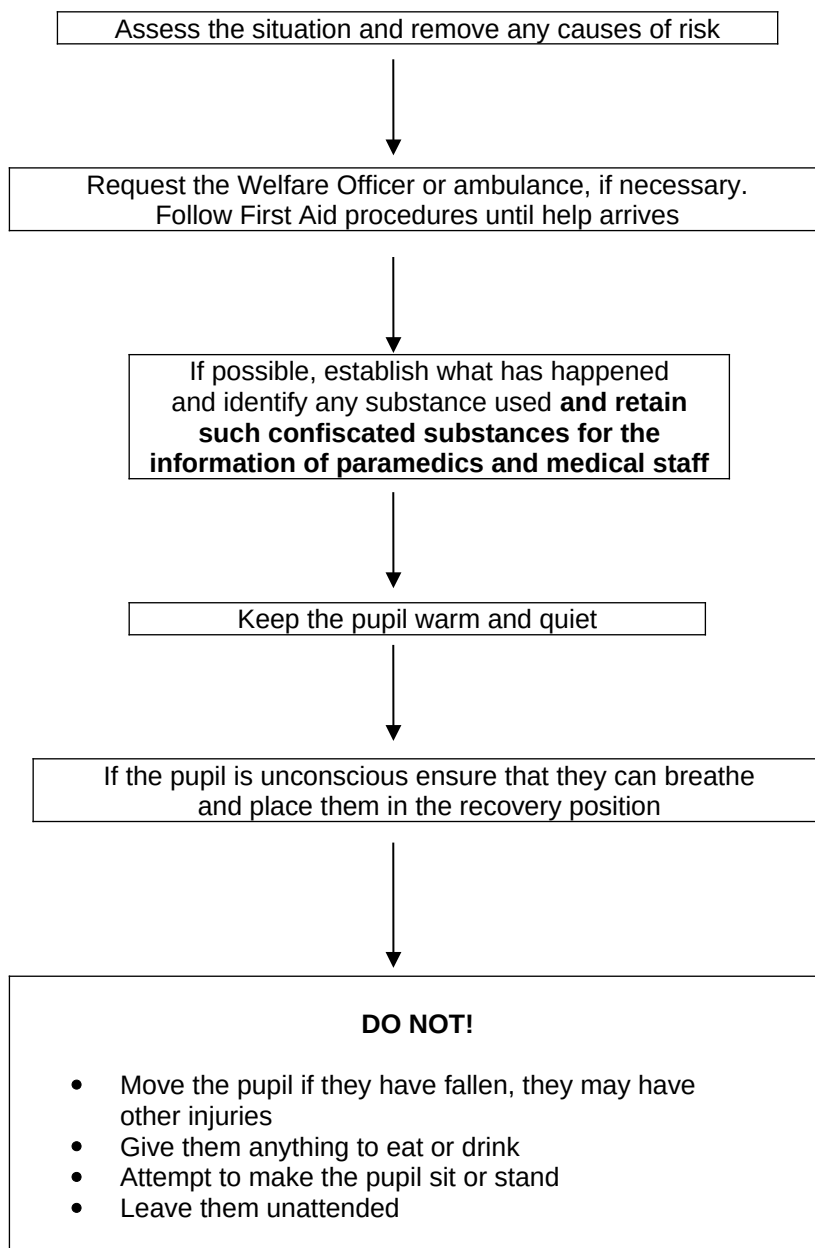 Assess the situation and remove any causes of risk
Request the Welfare Officer or ambulance, if necessary.
Follow First Aid procedures until help arrives
If possible, establish what has happened
and identify any substance used and retain
such confiscated substances for the
information of paramedics and medical staff
Keep the pupil warm and quiet
If the pupil is unconscious ensure that they can breathe
and place them in the recovery position
DO NOT!
• Move the pupil if they have fallen, they may have
other injuries
• Give them anything to eat or drink
• Attempt to make the pupil sit or stand
• Leave them unattended